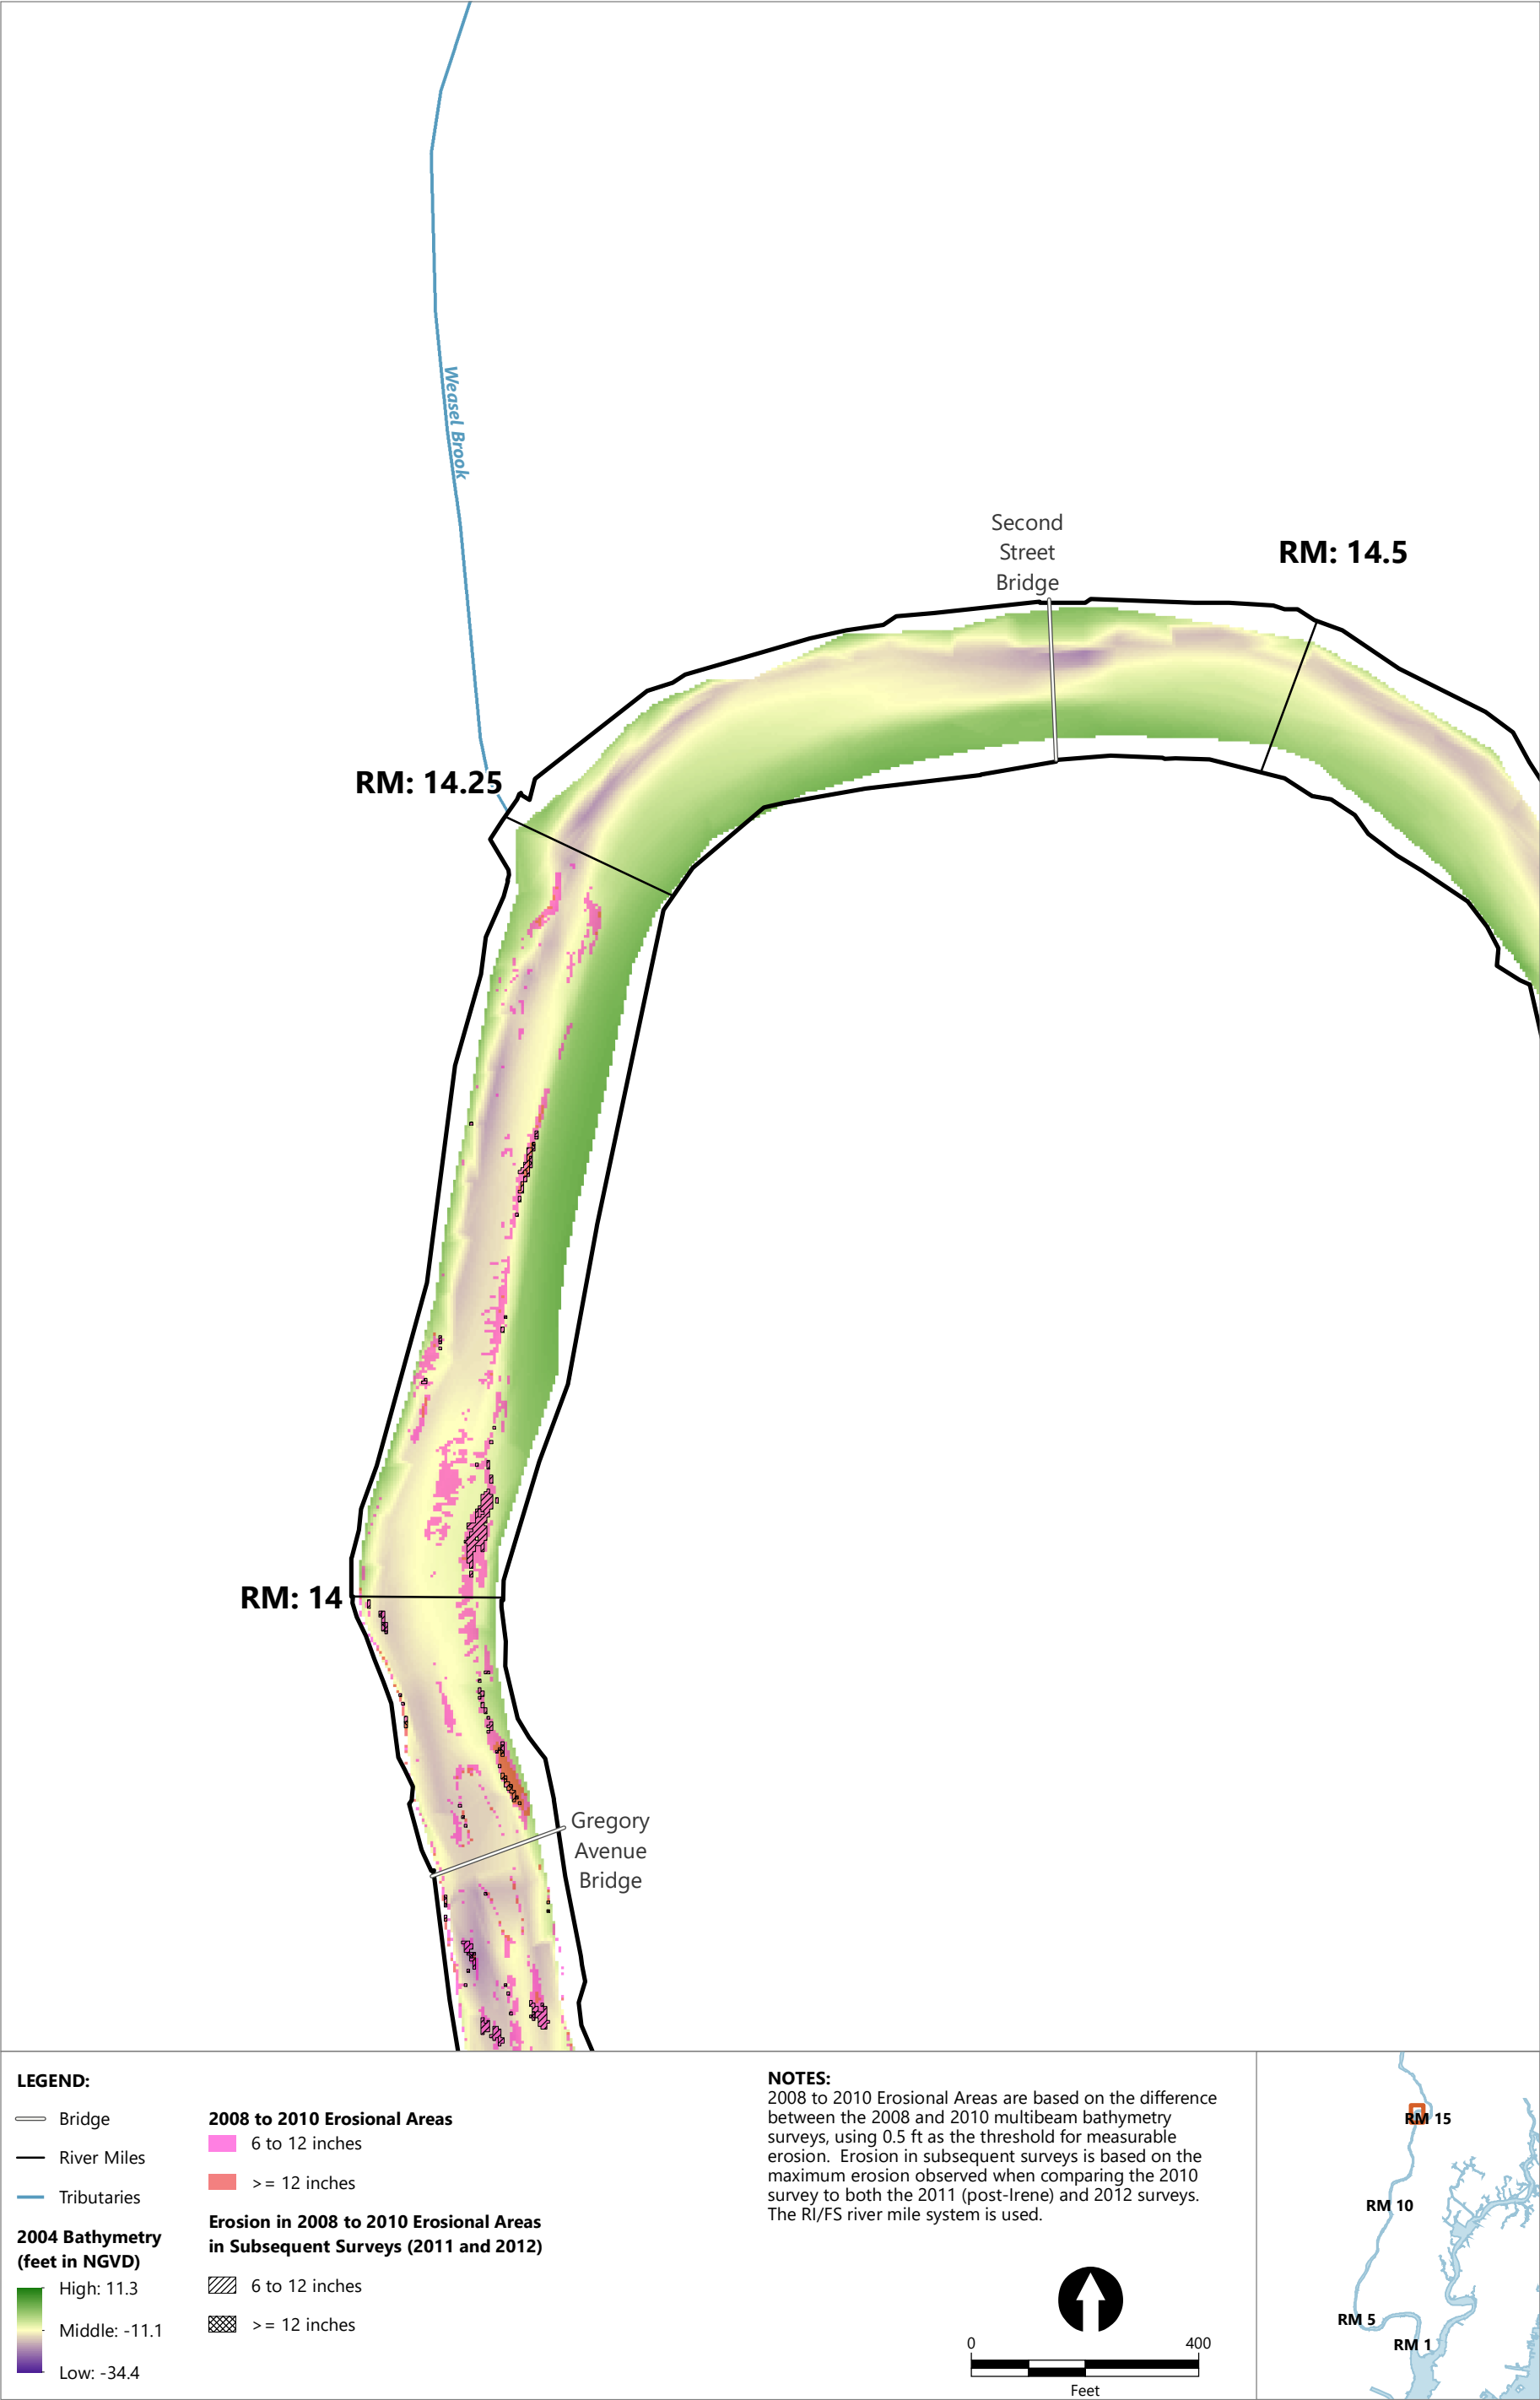 Weasel Brook
Second
Street
Bridge
RM: 14.5
RM: 14.25
RM: 14
Gregory
Avenue
Bridge
LEGEND:
Bridge
River Miles
Tributaries
2004 Bathymetry
(feet in NGVD)
High: 11.3
Middle: -11.1
Low: -34.4
2008 to 2010 Erosional Areas
6 to 12 inches
>= 12 inches
Erosion in 2008 to 2010 Erosional Areas
in Subsequent Surveys (2011 and 2012)
6 to 12 inches
>= 12 inches
NOTES:
2008 to 2010 Erosional Areas are based on the difference
between the 2008 and 2010 multibeam bathymetry
surveys, using 0.5 ft as the threshold for measurable
erosion. Erosion in subsequent surveys is based on the
maximum erosion observed when comparing the 2010
survey to both the 2011 (post-Irene) and 2012 surveys.
The RI/FS river mile system is used.
0 400
Feet
RM 15
RM 10
RM 5
RM 1